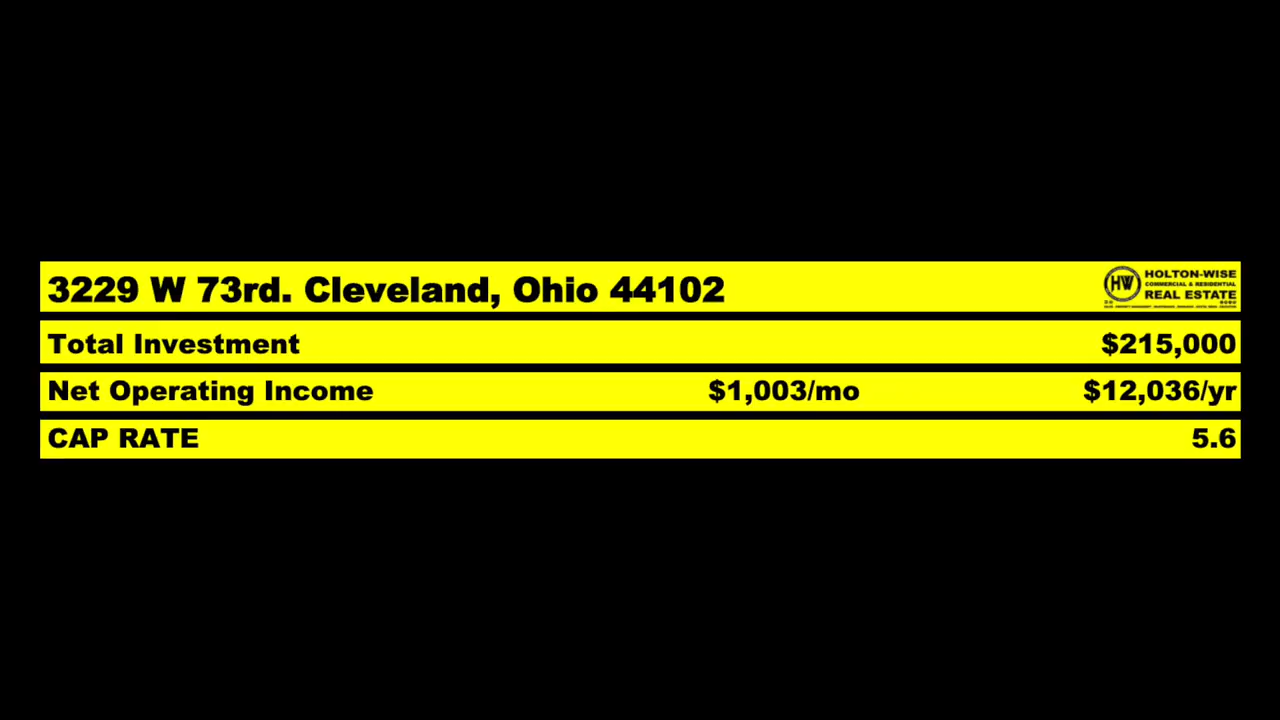 3229 W 73rd. Cleveland, Ohio 44102
HW
HOLTON-WISE
COMMERCIAL & RESIDENTIAL
REAL ESTATE
Total Investment $215,000
Net Operating Income $1,003/mo $12,036/yr
CAP RATE 5.6